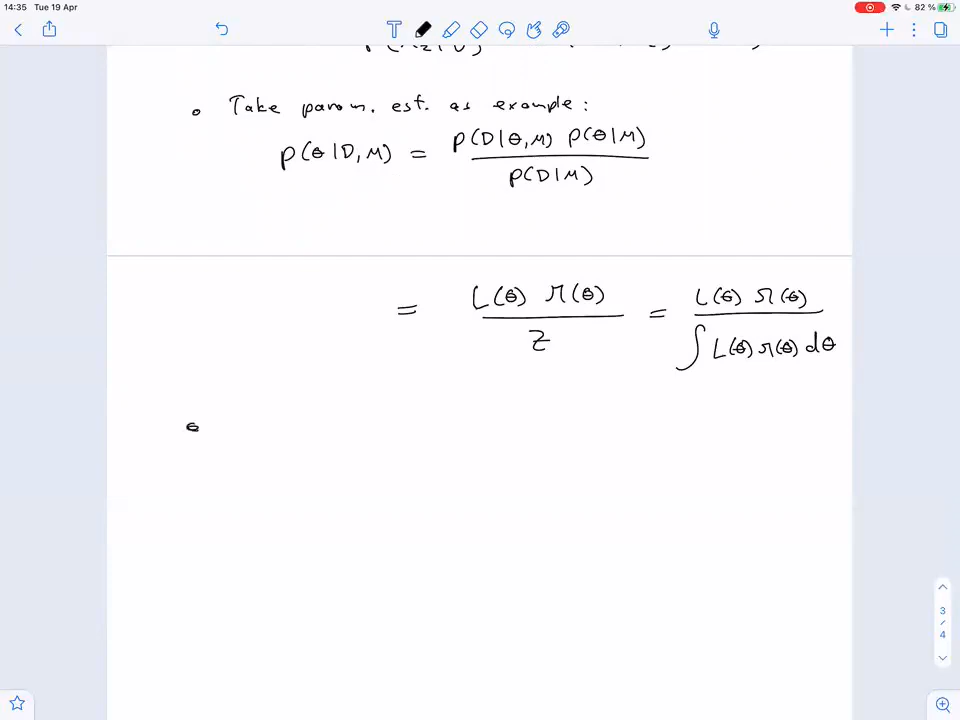 14:35 Tue 19 Apr
82 %
• Take param. est. as example:
p(θ|D,M) = p(D|θ,M) p(θ|M) / p(D|M)
= L(θ) π(θ) / Z = L(θ) π(θ) / ∫ L(θ) π(θ) dθ
3 / 4